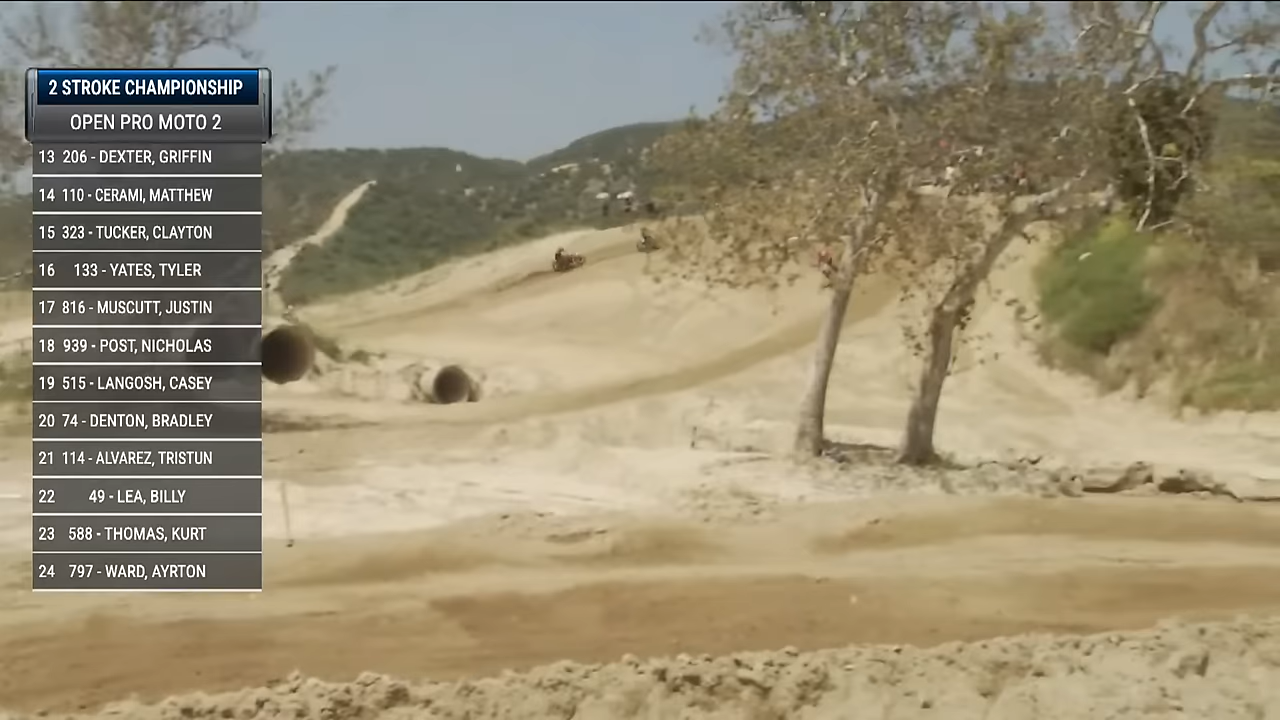 2 STROKE CHAMPIONSHIP
OPEN PRO MOTO 2
13 206 - DEXTER, GRIFFIN
14 110 - CERAMI, MATTHEW
15 323 - TUCKER, CLAYTON
16 133 - YATES, TYLER
17 816 - MUSCUTT, JUSTIN
18 939 - POST, NICHOLAS
19 515 - LANGOSH, CASEY
20 74 - DENTON, BRADLEY
21 114 - ALVAREZ, TRISTUN
22 49 - LEA, BILLY
23 588 - THOMAS, KURT
24 797 - WARD, AYRTON